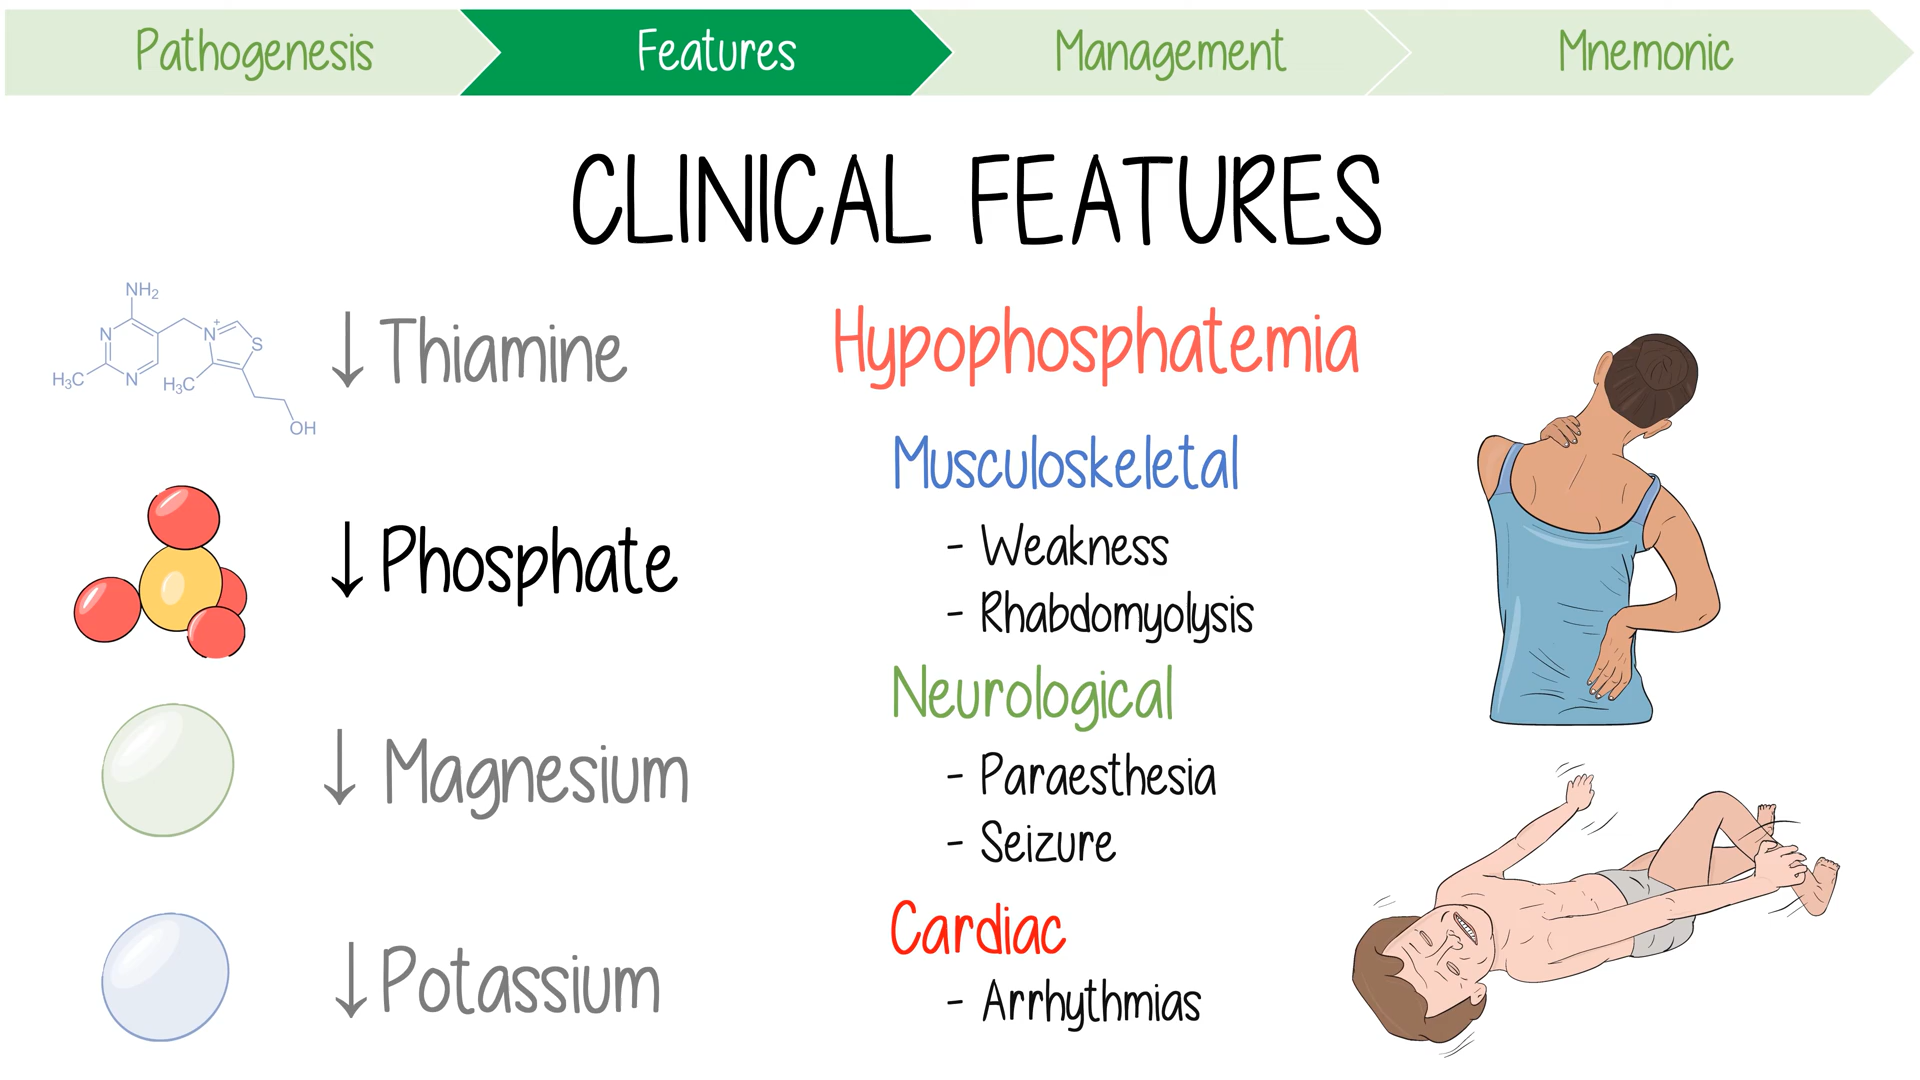 Pathogenesis
Features
Management
Mnemonic
CLINICAL FEATURES
NH₂
N
N
H₃C
N⁺
S
H₃C
OH
↓ Thiamine
↓ Phosphate
↓ Magnesium
↓ Potassium
Hypophosphatemia
Musculoskeletal
- Weakness
- Rhabdomyolysis
Neurological
- Paraesthesia
- Seizure
Cardiac
- Arrhythmias